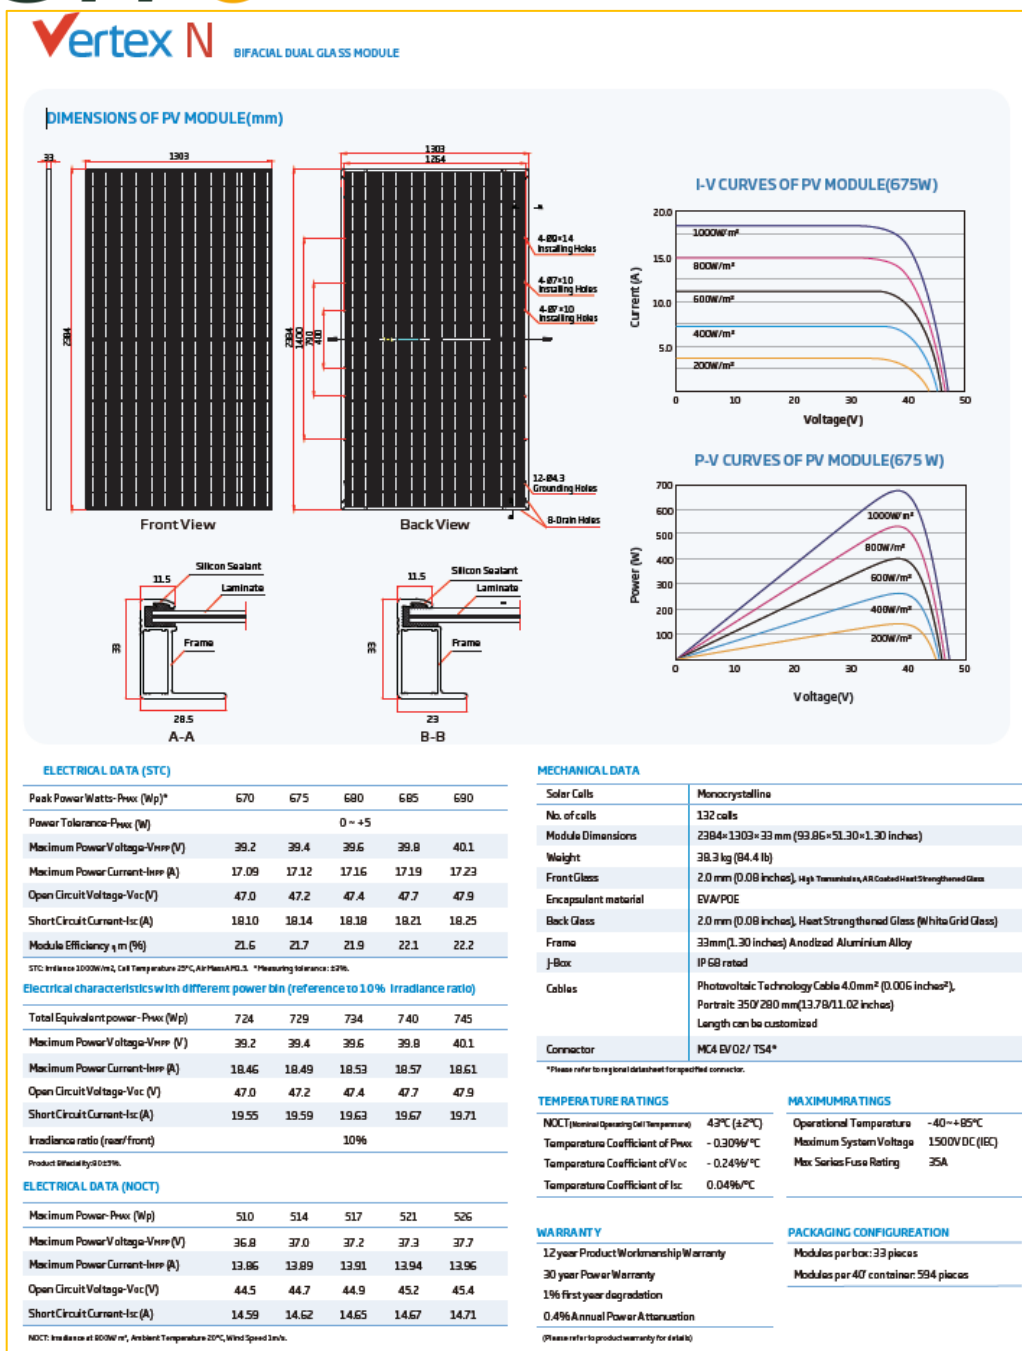 Vertex N BIFACIAL DUAL GLASS MODULE
DIMENSIONS OF PV MODULE(mm)
33
1303
2384
Front View
1303
1264
2384
1400
790
400
4-Ø9×14
Installing Holes
4-Ø7×10
Installing Holes
4-Ø7×10
Installing Holes
12-Ø4.3
Grounding Holes
8-Drain Holes
Back View
Silicon Sealant
11.5
Laminate
33
Frame
28.5
A-A
Silicon Sealant
11.5
Laminate
33
Frame
23
B-B
I-V CURVES OF PV MODULE(675W)
Current (A)
20.0
15.0
10.0
5.0
1000W/m²
800W/m²
600W/m²
400W/m²
200W/m²
0 10 20 30 40 50
Voltage(V)
P-V CURVES OF PV MODULE(675 W)
Power (W)
700
600
500
400
300
200
100
1000W/m²
800W/m²
600W/m²
400W/m²
200W/m²
0 10 20 30 40 50
Voltage(V)
ELECTRICAL DATA (STC)
Peak Power Watts-PMAX (Wp)* 670 675 680 685 690
Power Tolerance-PMAX (W) 0 ~ +5
Maximum Power Voltage-VMPP (V) 39.2 39.4 39.6 39.8 40.1
Maximum Power Current-IMPP (A) 17.09 17.12 17.16 17.19 17.23
Open Circuit Voltage-VOC (V) 47.0 47.2 47.4 47.7 47.9
Short Circuit Current-ISC (A) 18.10 18.14 18.18 18.21 18.25
Module Efficiency η m (%) 21.6 21.7 21.9 22.1 22.2
STC: Irrdiance 1000W/m2, Cell Temperature 25°C, Air Mass AM1.5. *Measuring tolerance: ±3%.
Electrical characteristics with different power bin (reference to 10% Irradiance ratio)
Total Equivalent power - PMAX (Wp) 724 729 734 740 745
Maximum Power Voltage-VMPP (V) 39.2 39.4 39.6 39.8 40.1
Maximum Power Current-IMPP (A) 18.46 18.49 18.53 18.57 18.61
Open Circuit Voltage-VOC (V) 47.0 47.2 47.4 47.7 47.9
Short Circuit Current-ISC (A) 19.55 19.59 19.63 19.67 19.71
Irradiance ratio (rear/front) 10%
Product Bifaciality:80±5%.
ELECTRICAL DATA (NOCT)
Maximum Power-PMAX (Wp) 510 514 517 521 526
Maximum Power Voltage-VMPP (V) 36.8 37.0 37.2 37.3 37.7
Maximum Power Current-IMPP (A) 13.86 13.89 13.91 13.94 13.96
Open Circuit Voltage-VOC (V) 44.5 44.7 44.9 45.2 45.4
Short Circuit Current-ISC (A) 14.59 14.62 14.65 14.67 14.71
NOCT: Irradiance at 800W/m², Ambient Temperature 20°C, Wind Speed 1m/s.
MECHANICAL DATA
Solar Cells Monocrystalline
No. of cells 132 cells
Module Dimensions 2384×1303×33 mm (93.86×51.30×1.30 inches)
Weight 38.3 kg (84.4 lb)
Front Glass 2.0 mm (0.08 inches), High Transmission, AR Coated Heat Strengthened Glass
Encapsulant material EVA/POE
Back Glass 2.0 mm (0.08 inches), Heat Strengthened Glass (White Grid Glass)
Frame 33mm(1.30 inches) Anodized Aluminium Alloy
J-Box IP 68 rated
Cables Photovoltaic Technology Cable 4.0mm² (0.006 inches²),
Portrait: 350/280 mm(13.78/11.02 inches)
Length can be customized
Connector MC4 EVO2/ TS4*
*Please refer to regional datasheet for specified connector.
TEMPERATURE RATINGS
NOCT(Nominal Operating Cell Temperature) 43°C (±2°C)
Temperature Coefficient of PMAX - 0.30%/°C
Temperature Coefficient of VOC - 0.24%/°C
Temperature Coefficient of ISC 0.04%/°C
MAXIMUMRATINGS
Operational Temperature -40~+85°C
Maximum System Voltage 1500V DC (IEC)
Max Series Fuse Rating 35A
WARRANTY
12 year Product Workmanship Warranty
30 year Power Warranty
1% first year degradation
0.4% Annual Power Attenuation
(Please refer to product warranty for details)
PACKAGING CONFIGUREATION
Modules per box: 33 pieces
Modules per 40' container: 594 pieces